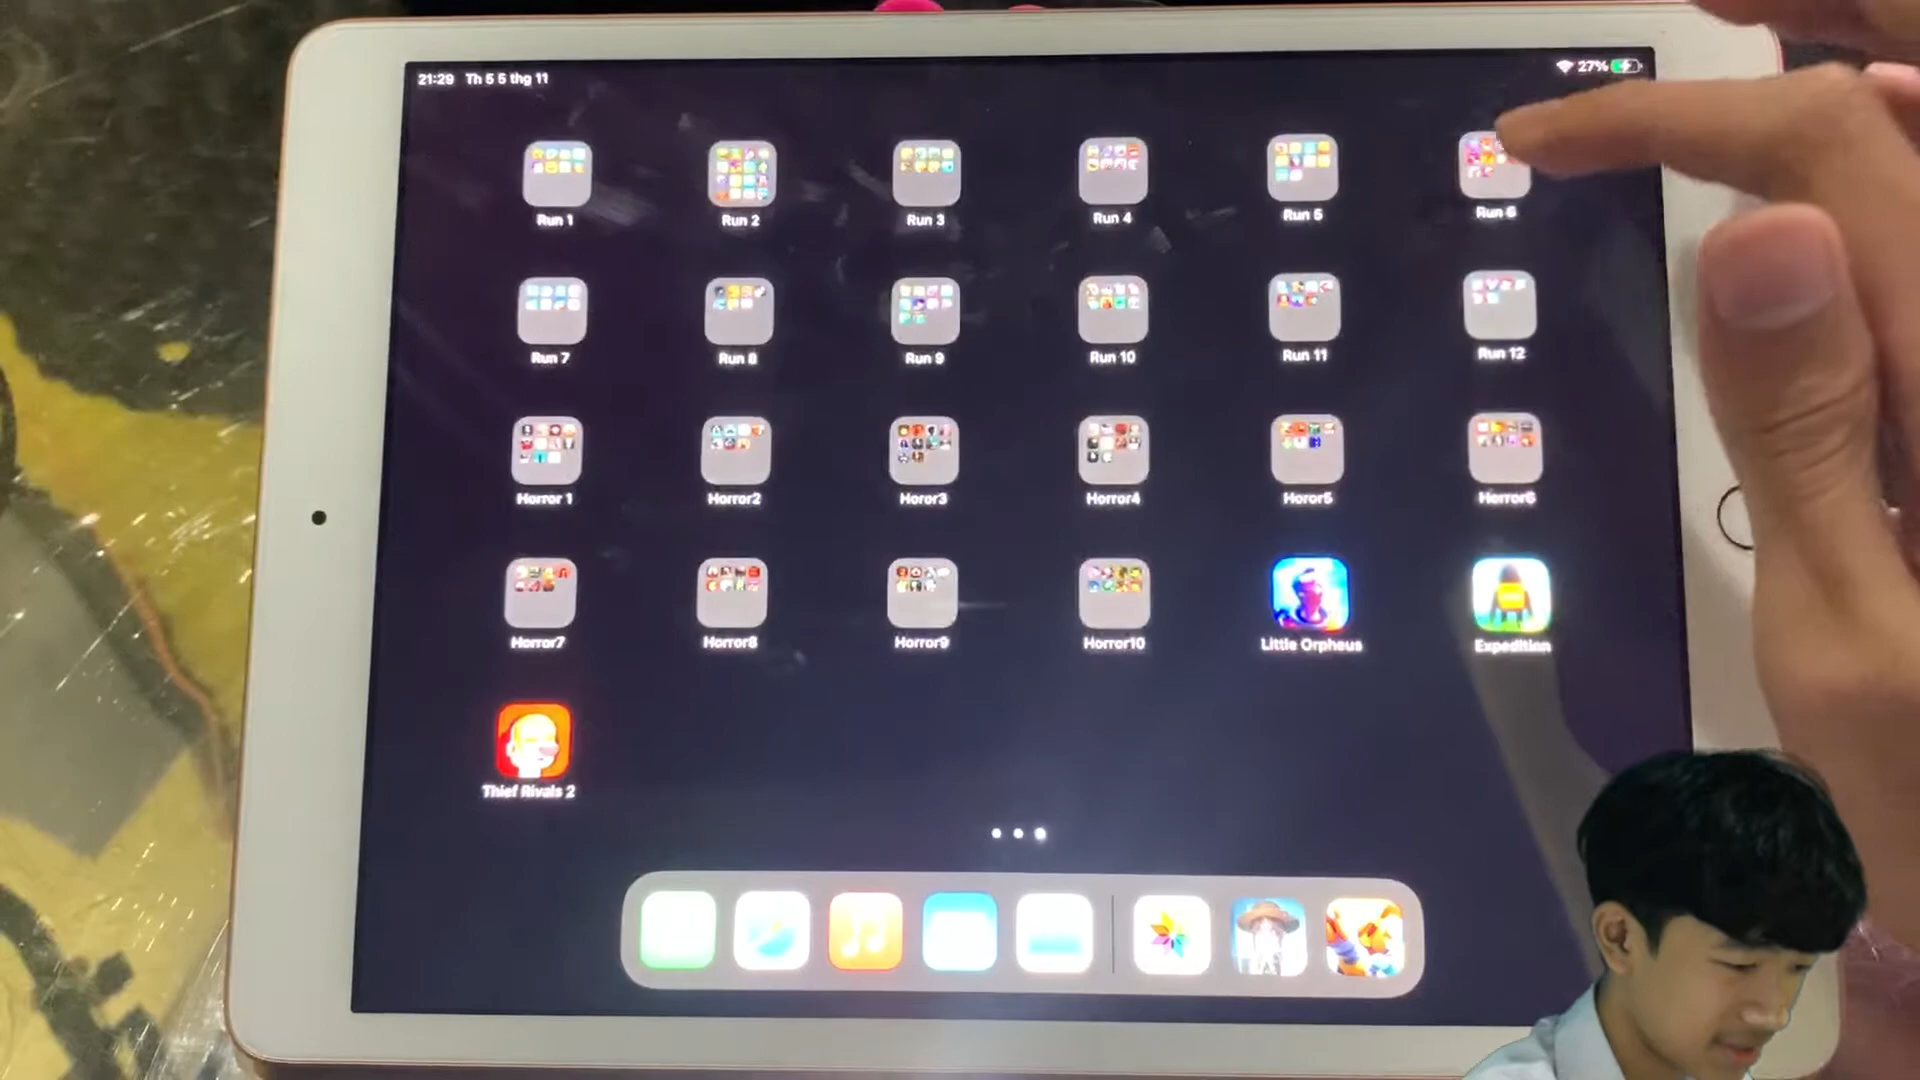 21:29 Th 5 5 thg 11
27%
Run 1
Run 2
Run 3
Run 4
Run 5
Run 6
Run 7
Run 8
Run 9
Run 10
Run 11
Run 12
Horror 1
Horror2
Horor3
Horror4
Horor5
Horror6
Horror7
Horror8
Horror9
Horror10
Little Orpheus
Expedition
Thief Rivals 2